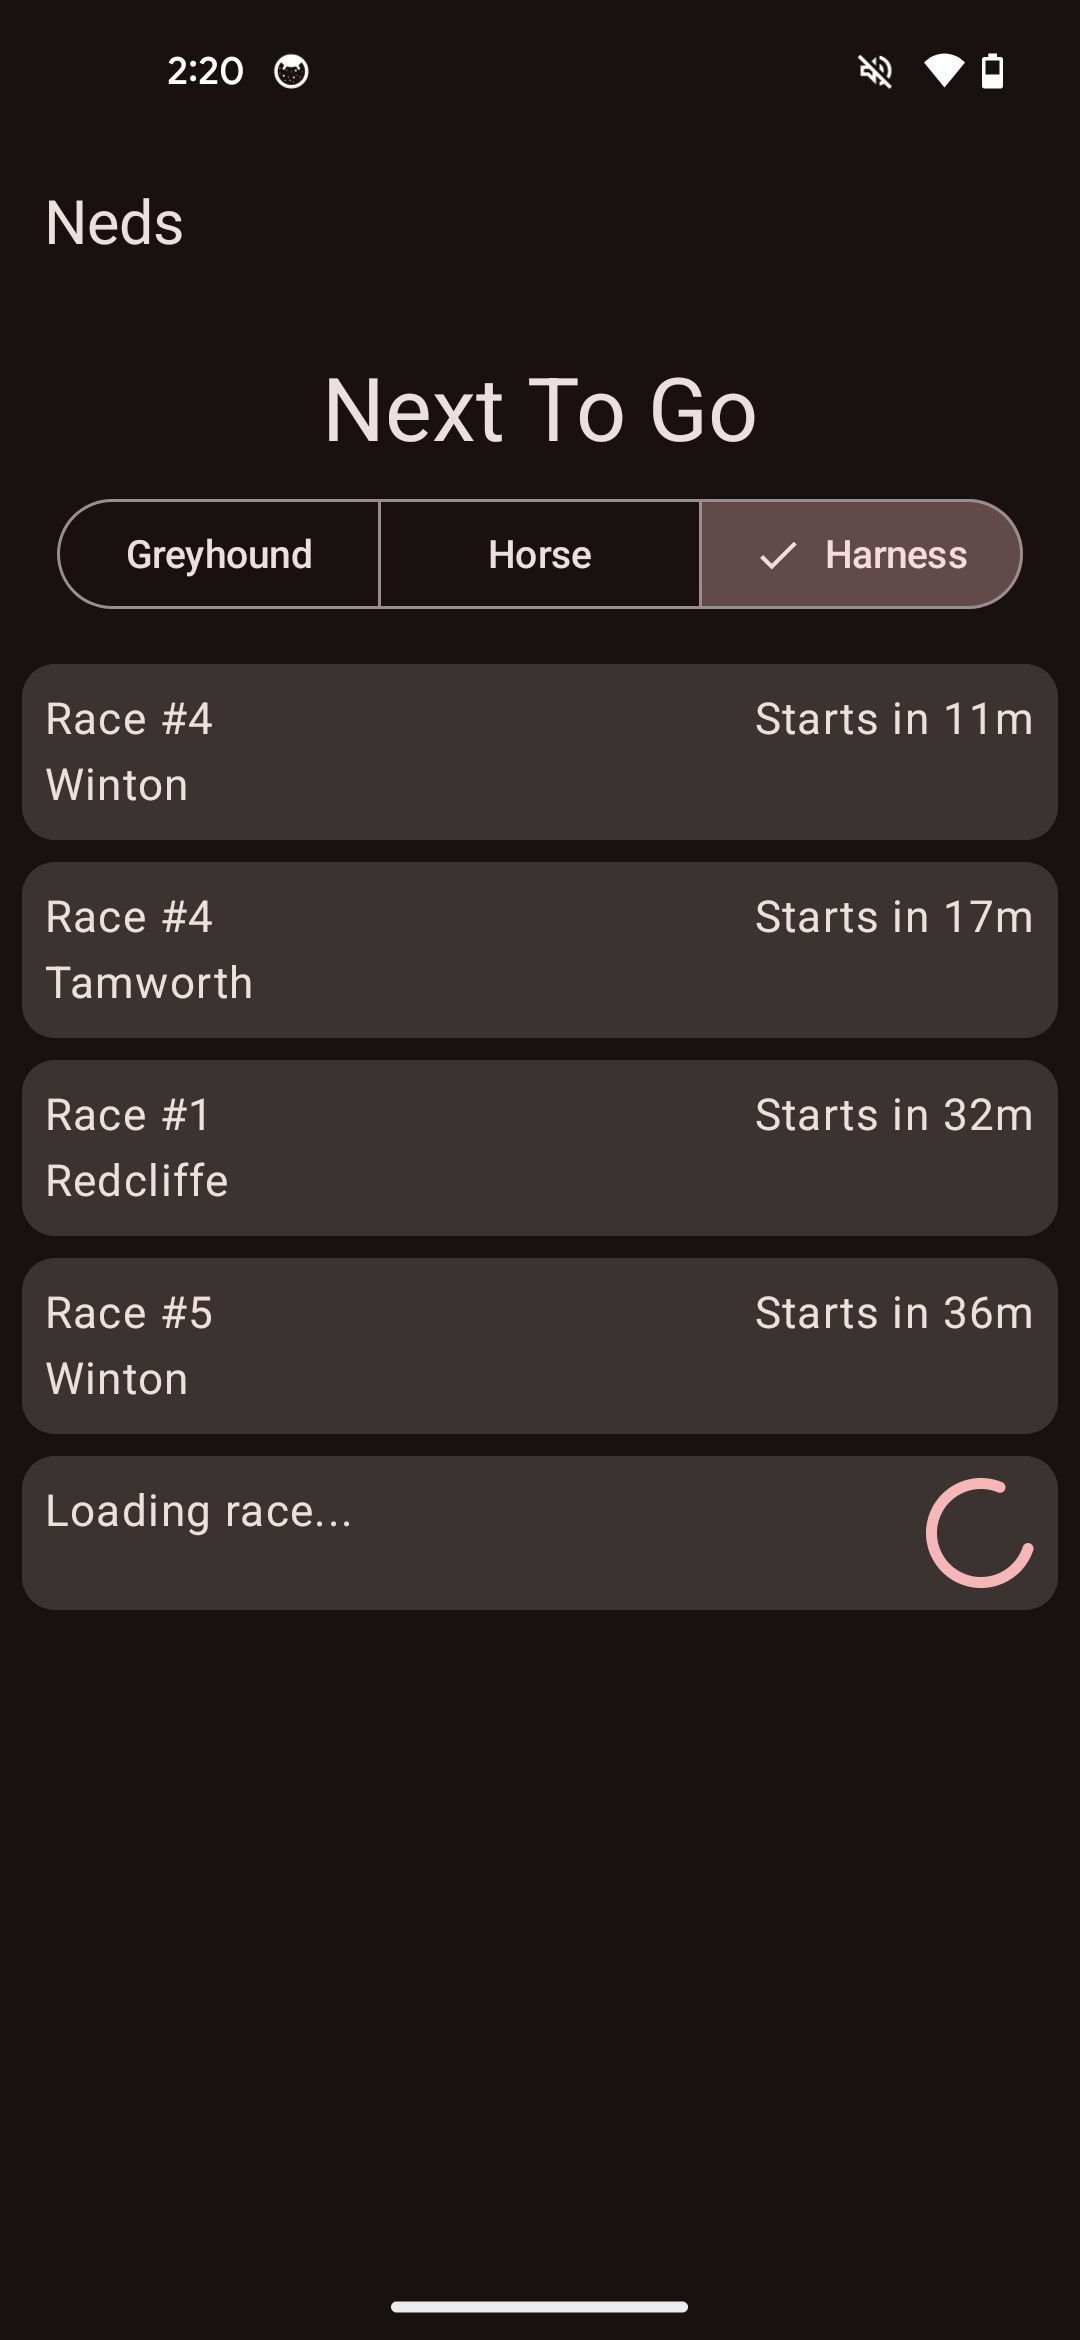 2:20
Neds
Next To Go
Greyhound Horse Harness
Race #4 Starts in 11m
Winton
Race #4 Starts in 17m
Tamworth
Race #1 Starts in 32m
Redcliffe
Race #5 Starts in 36m
Winton
Loading race...